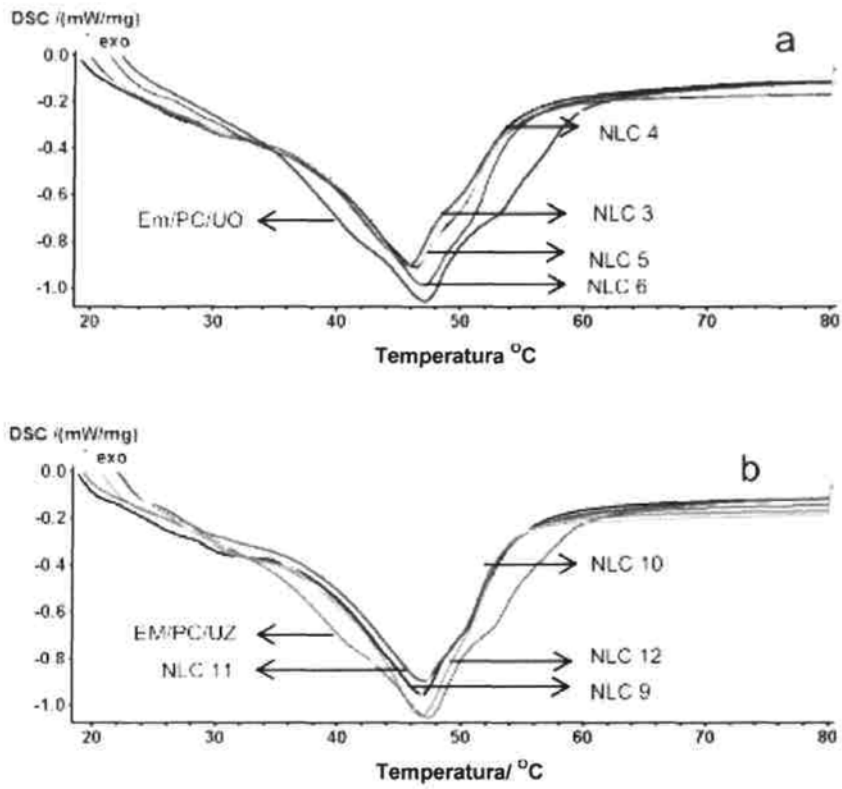 DSC /(mW/mg)
exo
a
0.0
-0.2
-0.4
-0.6
-0.8
-1.0
NLC 4
Em/PC/UO
NLC 3
NLC 5
NLC 6
20 30 40 50 60 70 80
Temperatura °C
DSC /(mW/mg)
exo
b
0.0
-0.2
-0.4
-0.6
-0.8
-1.0
NLC 10
EM/PC/UZ
NLC 11
NLC 12
NLC 9
20 30 40 50 60 70 80
Temperatura/ °C